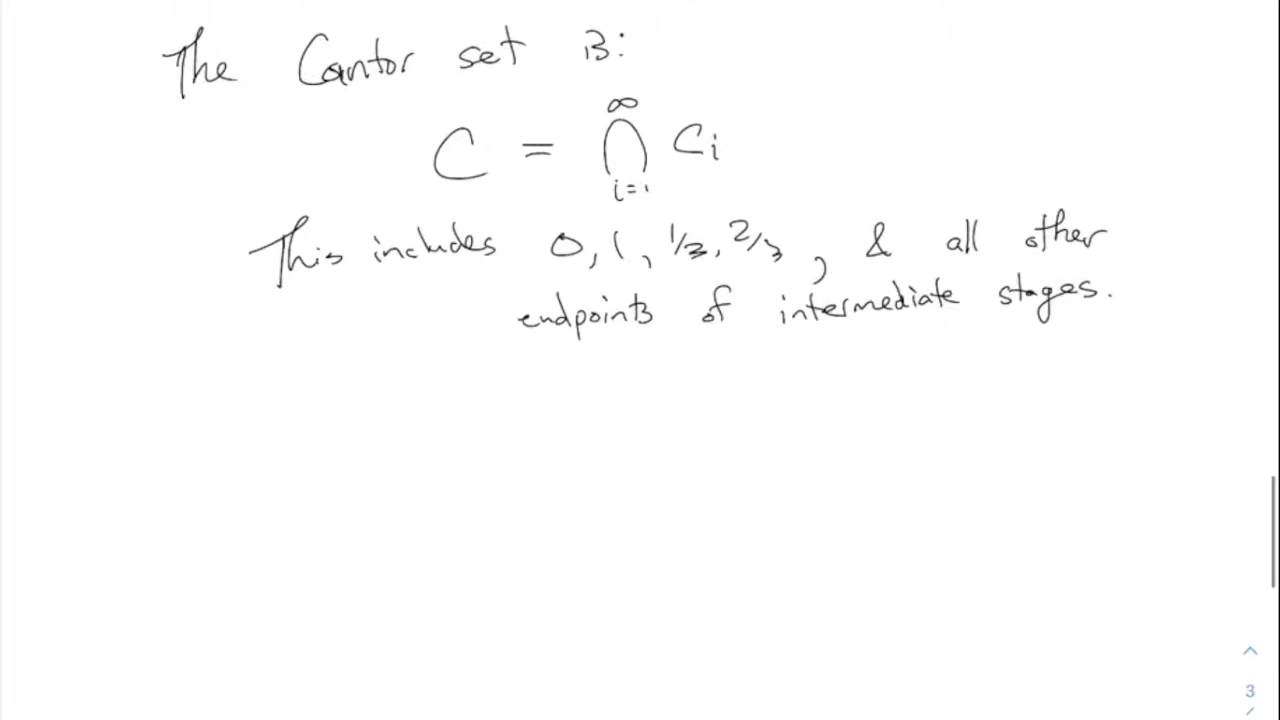 The Cantor set is:
C = ∞⋂i=1 Ci
This includes 0, 1, 1/3, 2/3, & all other
endpoints of intermediate stages.
3